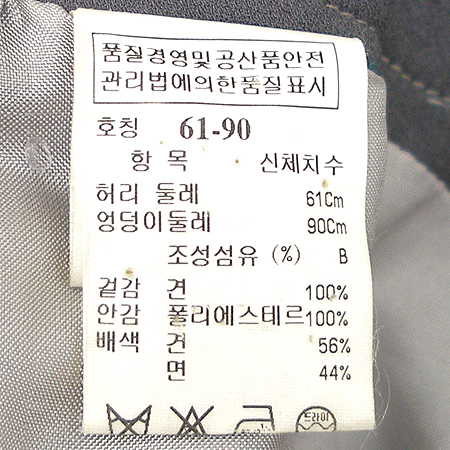 품질경영및공산품안전
관리법에의한품질표시
호칭 61-90
항목 신체치수
허리 둘레 61Cm
엉덩이둘레 90Cm
조성섬유 (%) B
겉감 견 100%
안감 폴리에스테르 100%
배색 견 56%
면 44%
드라이